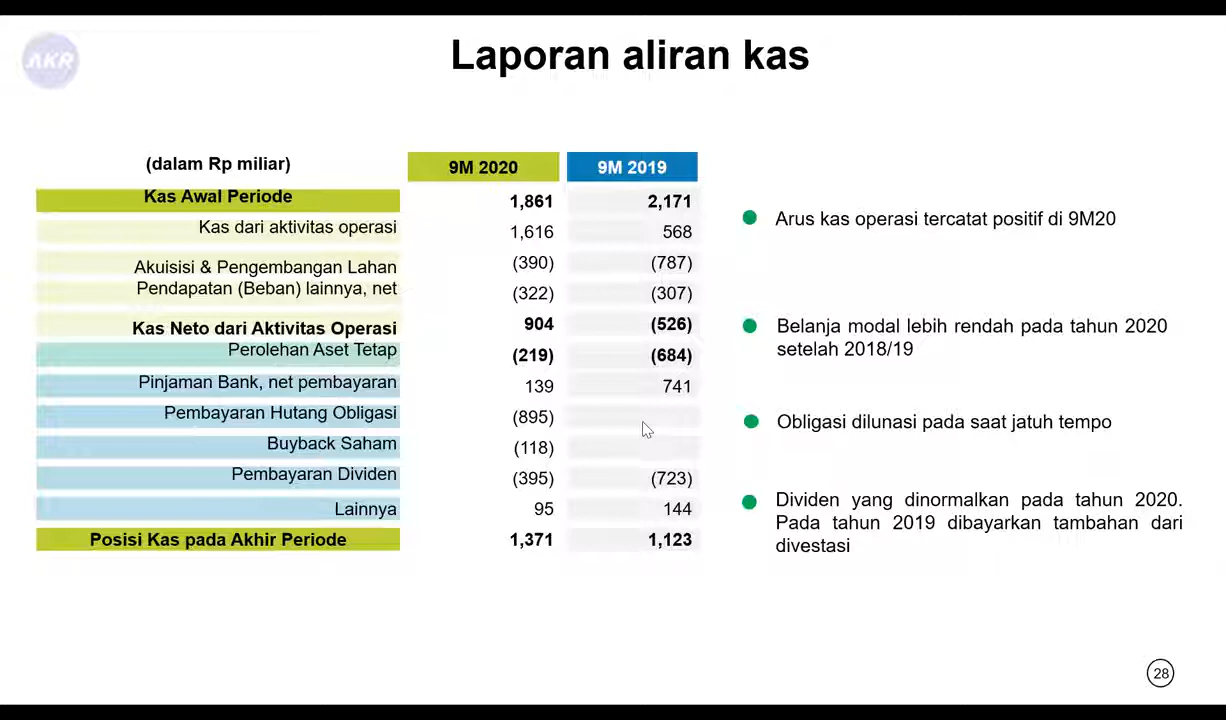 AKR
Laporan aliran kas
(dalam Rp miliar) 9M 2020 9M 2019
Kas Awal Periode 1,861 2,171
Kas dari aktivitas operasi 1,616 568
Akuisisi & Pengembangan Lahan (390) (787)
Pendapatan (Beban) lainnya, net (322) (307)
Kas Neto dari Aktivitas Operasi 904 (526)
Perolehan Aset Tetap (219) (684)
Pinjaman Bank, net pembayaran 139 741
Pembayaran Hutang Obligasi (895)
Buyback Saham (118)
Pembayaran Dividen (395) (723)
Lainnya 95 144
Posisi Kas pada Akhir Periode 1,371 1,123
Arus kas operasi tercatat positif di 9M20
Belanja modal lebih rendah pada tahun 2020
setelah 2018/19
Obligasi dilunasi pada saat jatuh tempo
Dividen yang dinormalkan pada tahun 2020.
Pada tahun 2019 dibayarkan tambahan dari
divestasi
28